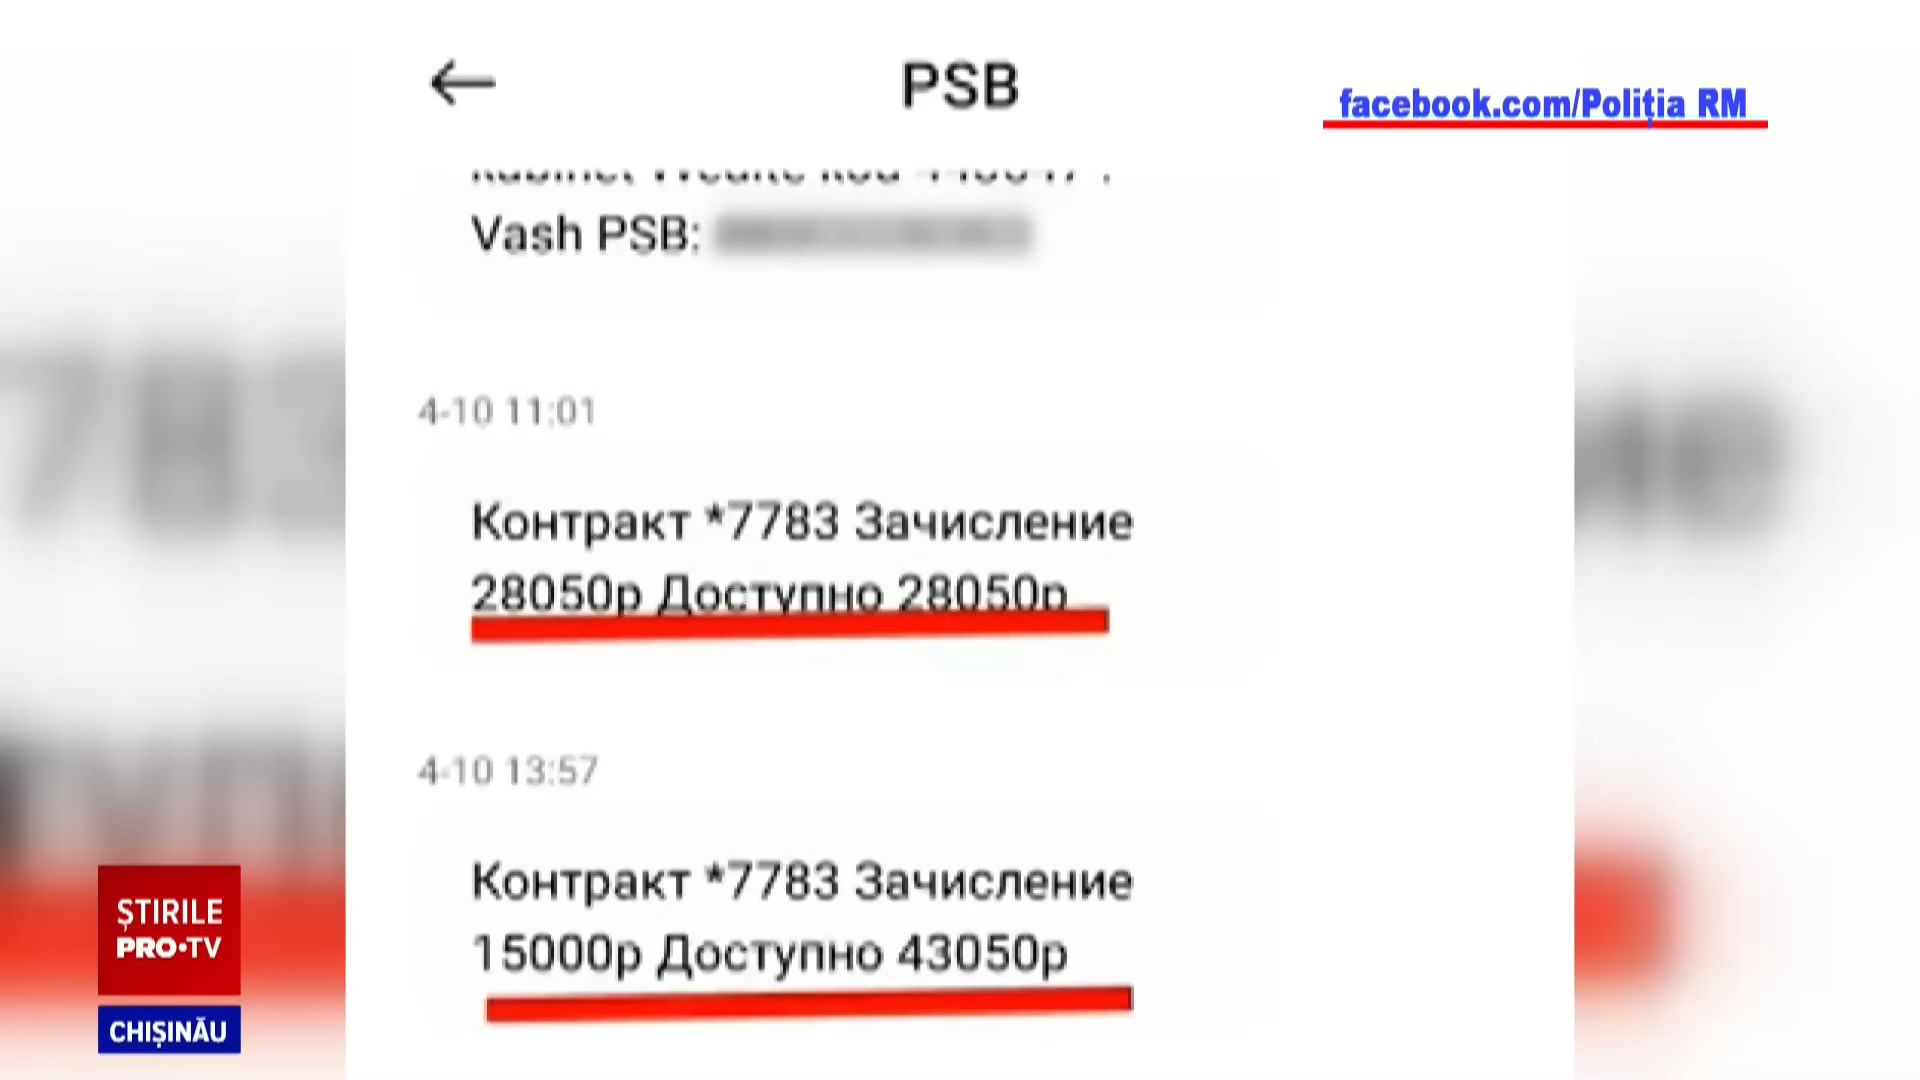 PSB
facebook.com/Poliția RM
Vash PSB:
4-10 11:01
Контракт *7783 Зачисление
28050р Доступно 28050р
4-10 13:57
Контракт *7783 Зачисление
15000р Доступно 43050р
ȘTIRILE
PRO•TV
CHIȘINĂU